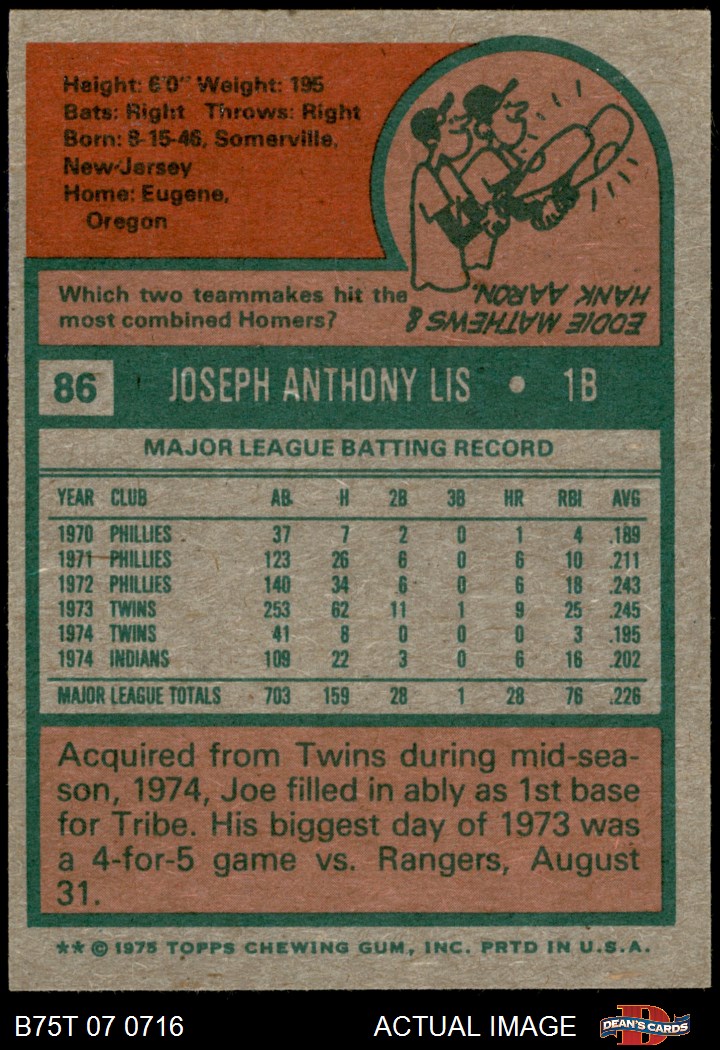 Height: 6'0" Weight: 195
Bats: Right Throws: Right
Born: 8-15-46, Somerville,
New Jersey
Home: Eugene,
Oregon
Which two teammakes hit the
most combined Homers?
EDDIE MATHEWS &
HANK AARON.
86 JOSEPH ANTHONY LIS • 1B
MAJOR LEAGUE BATTING RECORD
YEAR CLUB AB. H 2B 3B HR RBI AVG
1970 PHILLIES 37 7 2 0 1 4 .189
1971 PHILLIES 123 26 6 0 6 10 .211
1972 PHILLIES 140 34 6 0 6 18 .243
1973 TWINS 253 62 11 1 9 25 .245
1974 TWINS 41 8 0 0 0 3 .195
1974 INDIANS 109 22 3 0 6 16 .202
MAJOR LEAGUE TOTALS 703 159 28 1 28 76 .226
Acquired from Twins during mid-sea-
son, 1974, Joe filled in ably as 1st base
for Tribe. His biggest day of 1973 was
a 4-for-5 game vs. Rangers, August
31.
** © 1975 TOPPS CHEWING GUM, INC. PRTD IN U.S.A.
B75T 07 0716 ACTUAL IMAGE DEAN'S CARDS